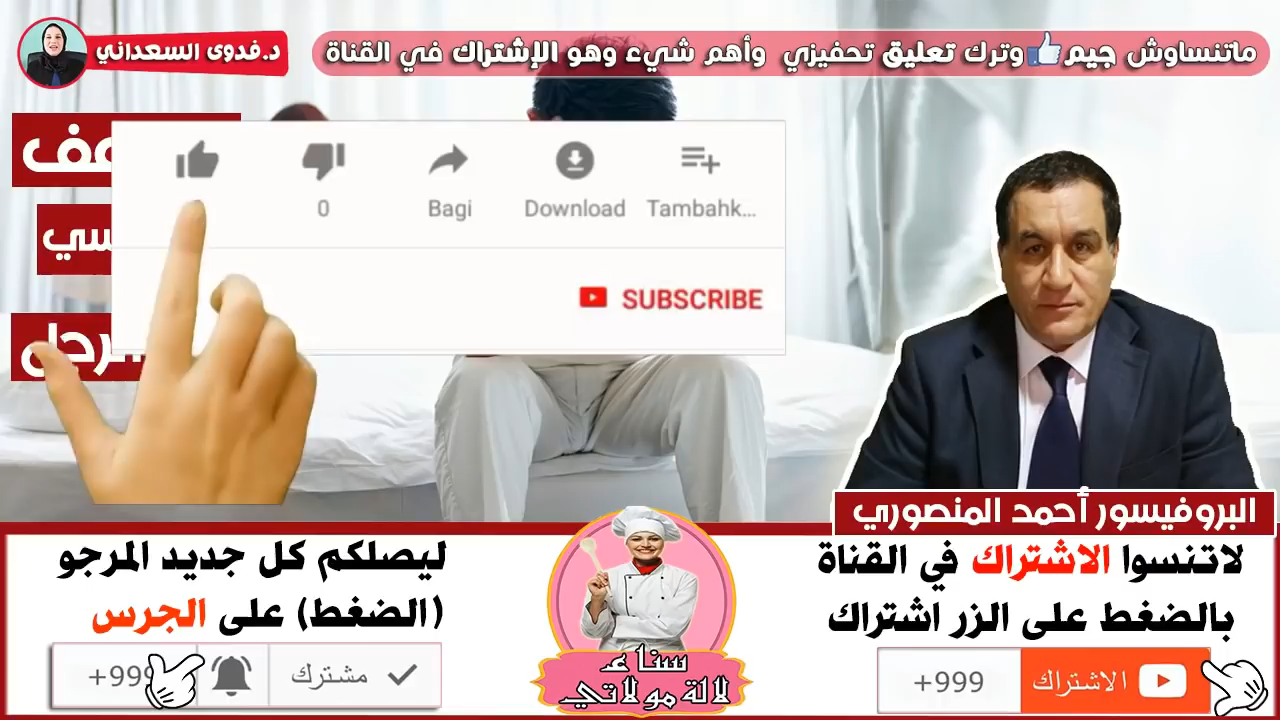 ماتنساوش جيم وترك تعليق تحفيزي وأهم شيء وهو الإشتراك في القناة
د.فدوى السعداني
0
Bagi
Download
Tambahk...
SUBSCRIBE
البروفيسور أحمد المنصوري
لاتنسوا الاشتراك في القناة
بالضغط على الزر اشتراك
+999
الاشتراك
ليصلكم كل جديد المرجو
(الضغط) على الجرس
+999
مشترك
سناء
لالة مولاتي